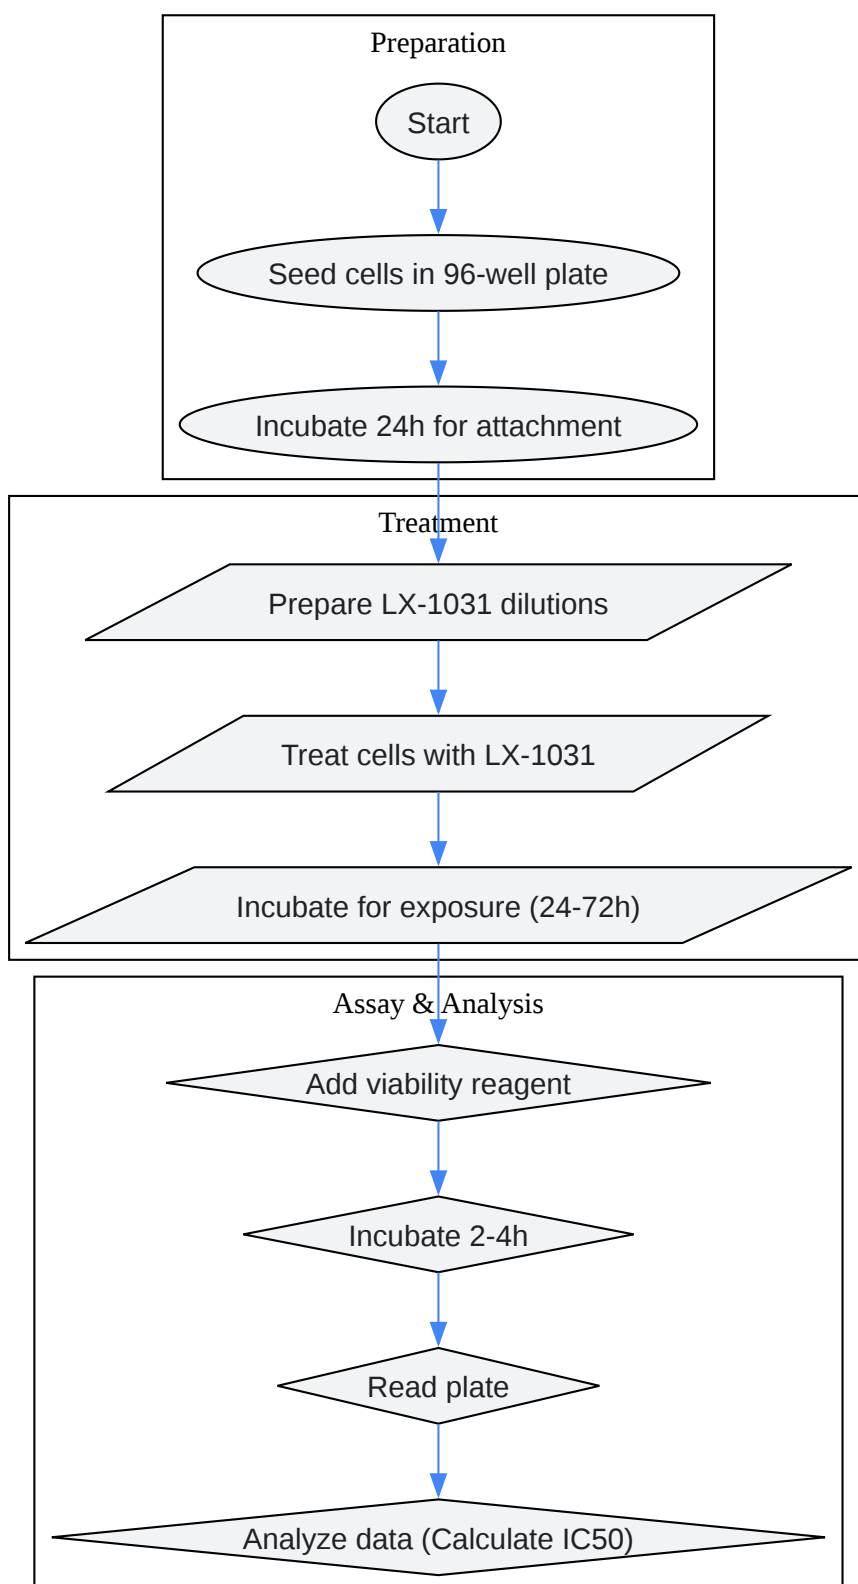 Preparation
Start
Seed cells in 96-well plate
Incubate 24h for attachment
Treatment
Prepare LX-1031 dilutions
Treat cells with LX-1031
Incubate for exposure (24-72h)
Assay & Analysis
Add viability reagent
Incubate 2-4h
Read plate
Analyze data (Calculate IC50)